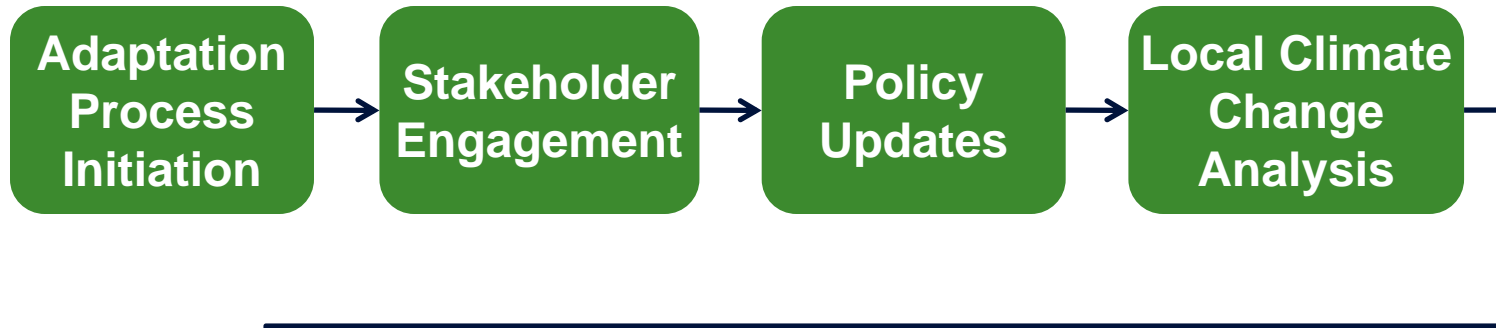 Adaptation
Process
Initiation
Stakeholder
Engagement
Policy
Updates
Local Climate
Change
Analysis